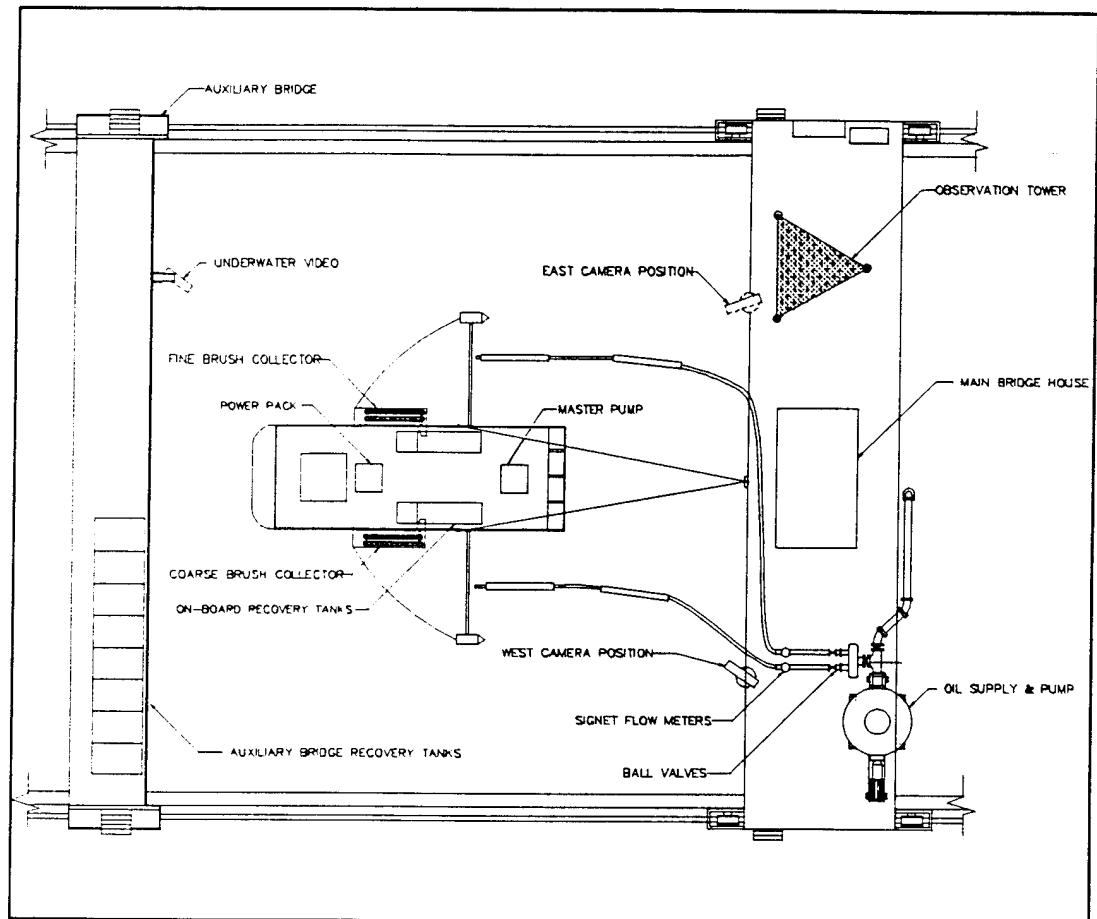 AUXILIARY BRIDGE
OBSERVATION TOWER
UNDERWATER VIDEO
EAST CAMERA POSITION
FINE BRUSH COLLECTOR
MAIN BRIDGE HOUSE
POWER PACK
MASTER PUMP
COARSE BRUSH COLLECTOR
ON-BOARD RECOVERY TANKS
WEST CAMERA POSITION
OIL SUPPLY & PUMP
SIGNET FLOW METERS
AUXILIARY BRIDGE RECOVERY TANKS
BALL VALVES